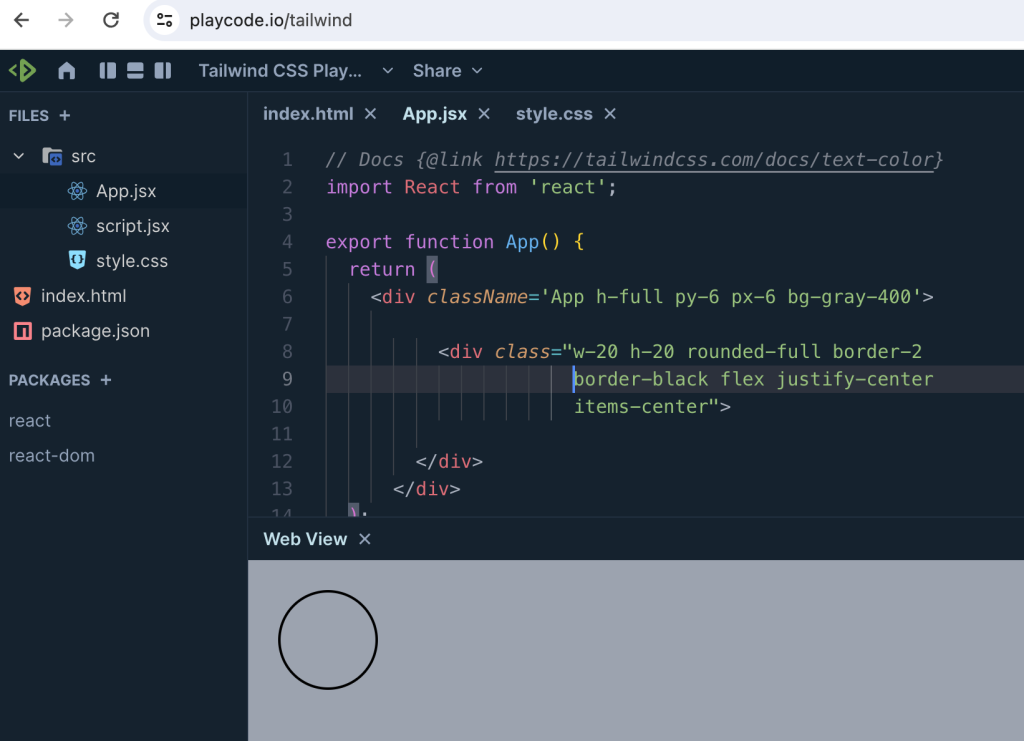 playcode.io/tailwind
Tailwind CSS Play... Share
FILES +
src
App.jsx
script.jsx
style.css
index.html
package.json
PACKAGES +
react
react-dom
index.html × App.jsx × style.css ×
1 // Docs {@link https://tailwindcss.com/docs/text-color}
2 import React from 'react';
3
4 export function App() {
5 return (
6 <div className='App h-full py-6 px-6 bg-gray-400'>
7
8 <div class="w-20 h-20 rounded-full border-2
9 border-black flex justify-center
10 items-center">
11
12 </div>
13 </div>
14 );
Web View ×